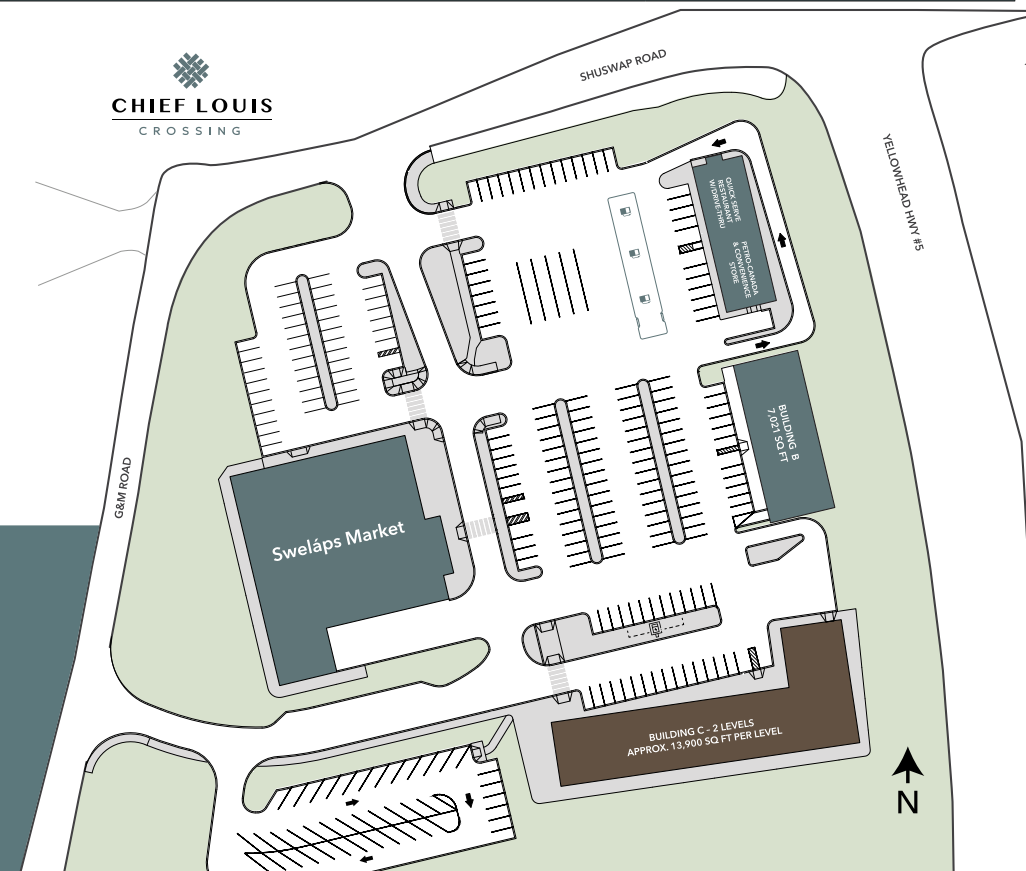 CHIEF LOUIS
CROSSING
SHUSWAP ROAD
YELLOWHEAD HWY #5
QUICK SERVE
RESTAURANT
W/DRIVE-THRU
PETRO-CANADA
& CONVENIENCE
STORE
BUILDING B
7,021 SQ FT
G&M ROAD
Sweláps Market
BUILDING C - 2 LEVELS
APPROX. 13,900 SQ FT PER LEVEL
N